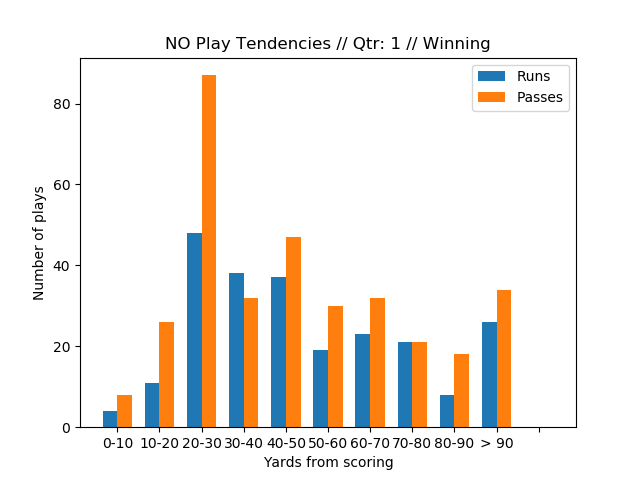 NO Play Tendencies // Qtr: 1 // Winning
Runs
Passes
Number of plays
80
60
40
20
0
0-10 10-20 20-30 30-40 40-50 50-60 60-70 70-80 80-90 > 90
Yards from scoring